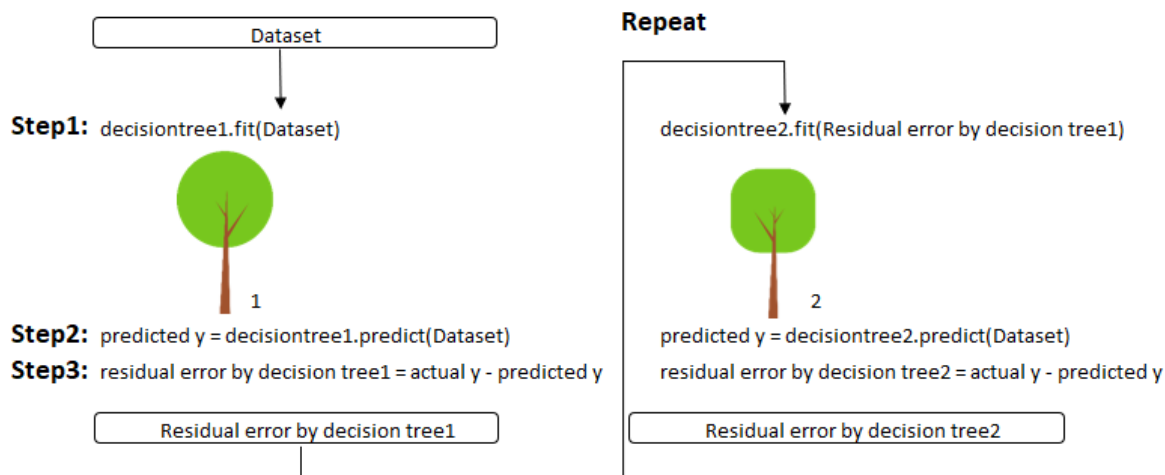 Dataset
Step1: decisiontree1.fit(Dataset)
1
Step2: predicted y = decisiontree1.predict(Dataset)
Step3: residual error by decision tree1 = actual y - predicted y
Residual error by decision tree1
Repeat
decisiontree2.fit(Residual error by decision tree1)
2
predicted y = decisiontree2.predict(Dataset)
residual error by decision tree2 = actual y - predicted y
Residual error by decision tree2